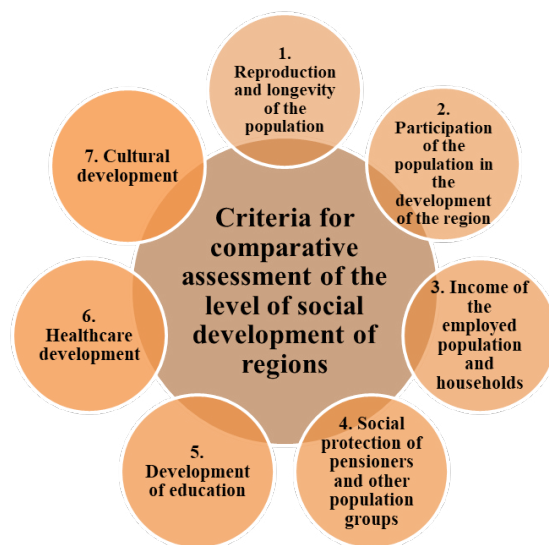 1.
Reproduction
and longevity
of the
population
2.
Participation
of the
population in
the
development
of the region
3. Income of
the
employed
population
and
households
4. Social
protection of
pensioners
and other
population
groups
5.
Development
of education
6.
Healthcare
development
7. Cultural
development
Criteria for
comparative
assessment of the
level of social
development of
regions